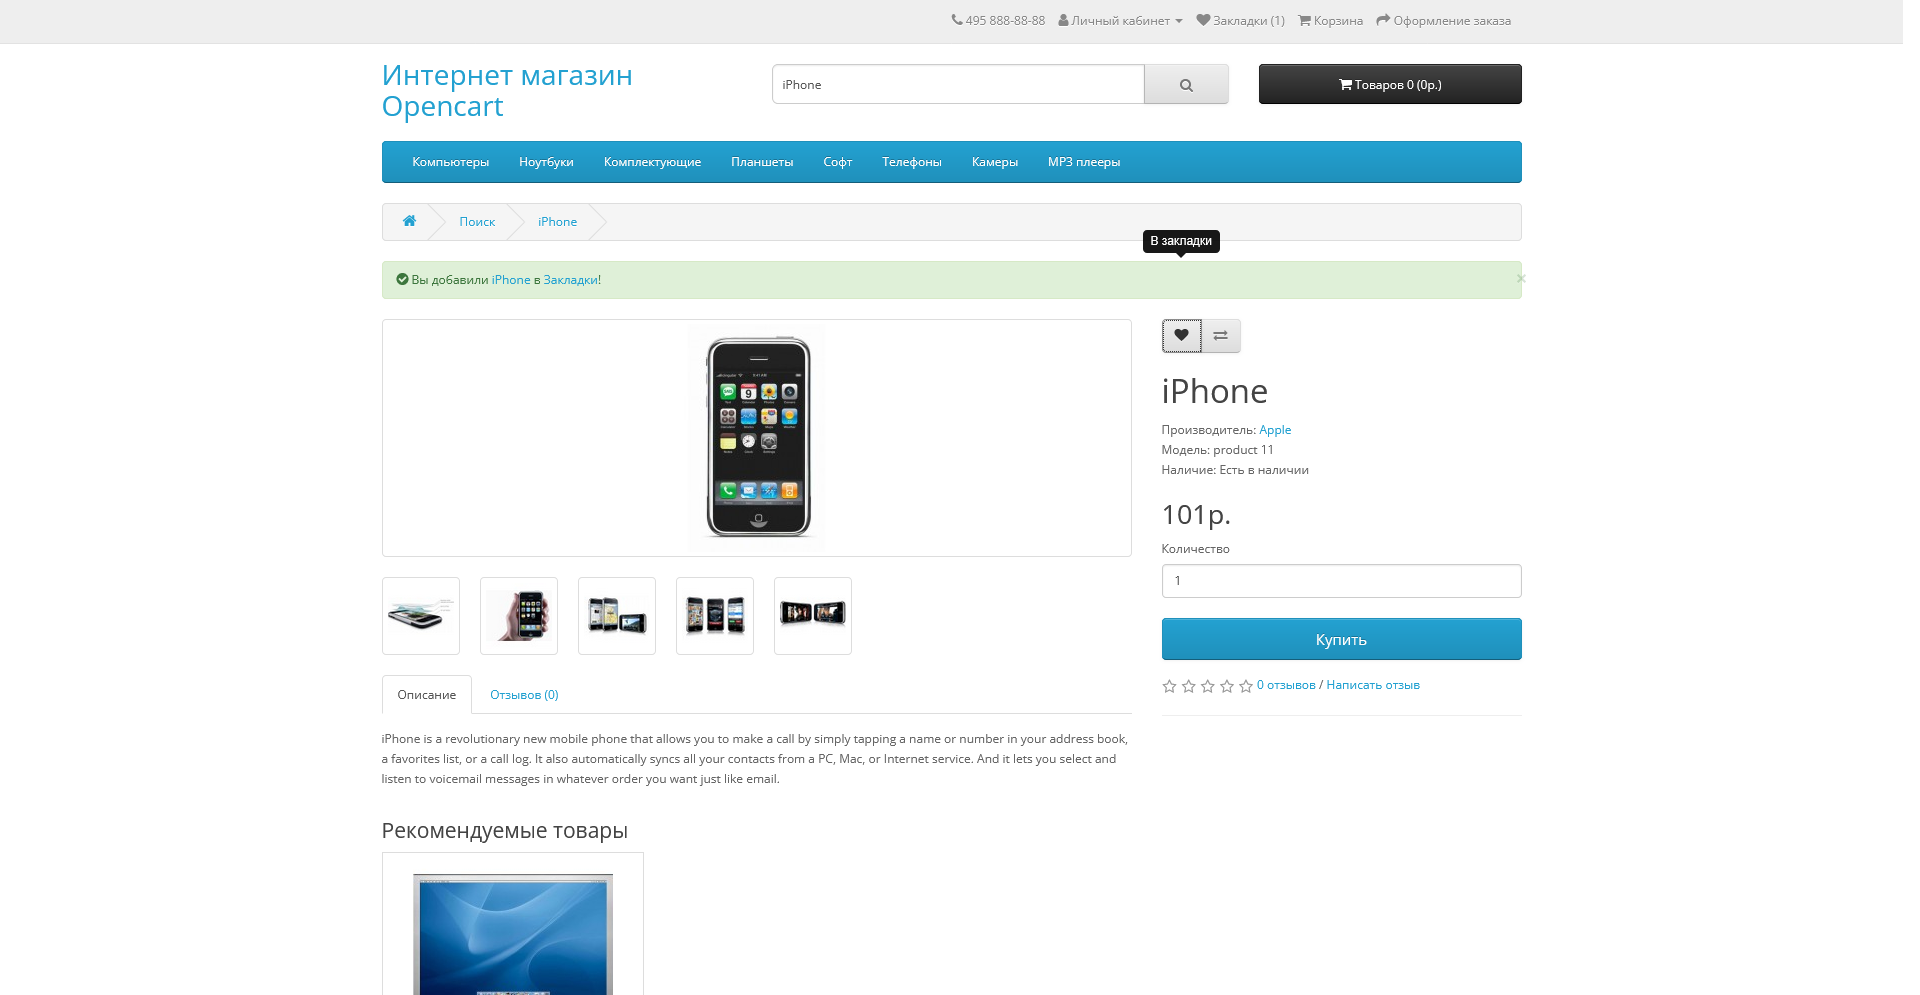 495 888-88-88 Личный кабинет Закладки (1) Корзина Оформление заказа
Интернет магазин
Opencart
iPhone
Товаров 0 (0р.)
Компьютеры Ноутбуки Комплектующие Планшеты Софт Телефоны Камеры MP3 плееры
Поиск iPhone
В закладки
Вы добавили iPhone в Закладки!
×
iPhone
Производитель: Apple
Модель: product 11
Наличие: Есть в наличии
101р.
Количество
1
Купить
0 отзывов / Написать отзыв
Описание Отзывов (0)
iPhone is a revolutionary new mobile phone that allows you to make a call by simply tapping a name or number in your address book,
a favorites list, or a call log. It also automatically syncs all your contacts from a PC, Mac, or Internet service. And it lets you select and
listen to voicemail messages in whatever order you want just like email.
Рекомендуемые товары